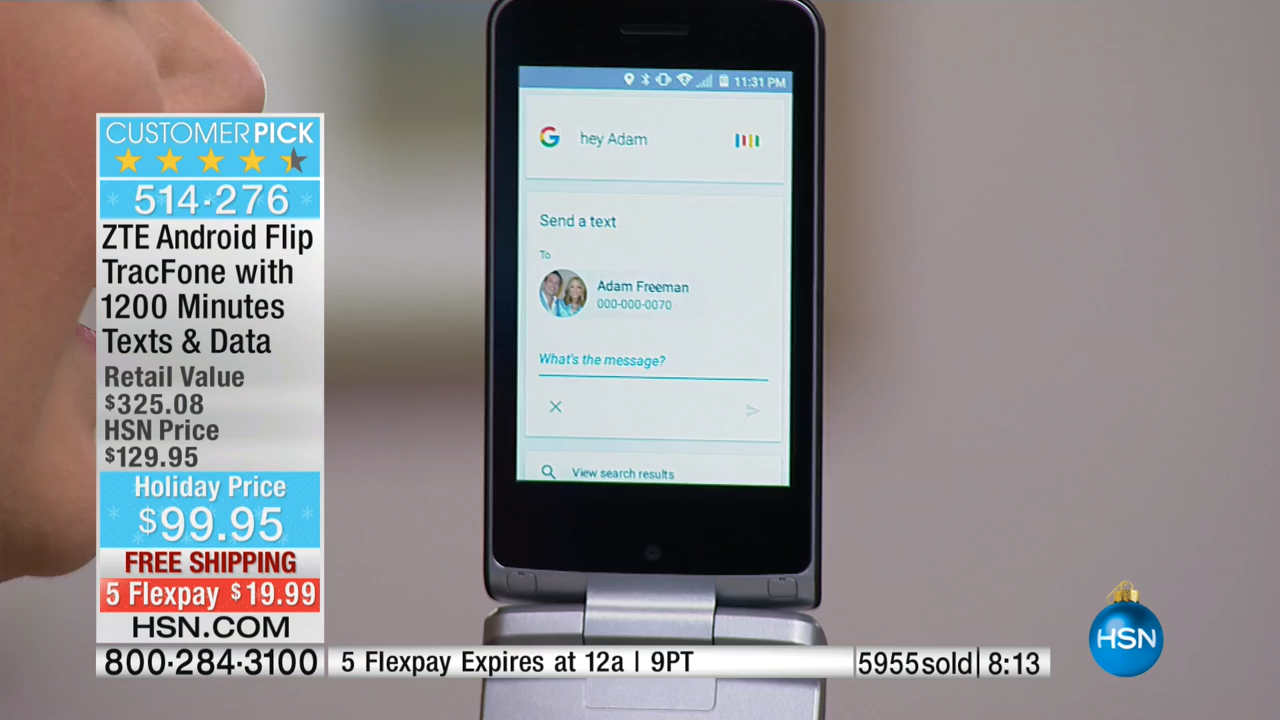 CUSTOMER PICK
514-276
ZTE Android Flip
TracFone with
1200 Minutes
Texts & Data
Retail Value
$325.08
HSN Price
$129.95
Holiday Price
$99.95
FREE SHIPPING
5 Flexpay $19.99
HSN.COM
800-284-3100
5 Flexpay Expires at 12a | 9PT
5955sold
8:13
HSN
11:31 PM
G hey Adam
Send a text
To
Adam Freeman
000-000-0070
What's the message?
View search results